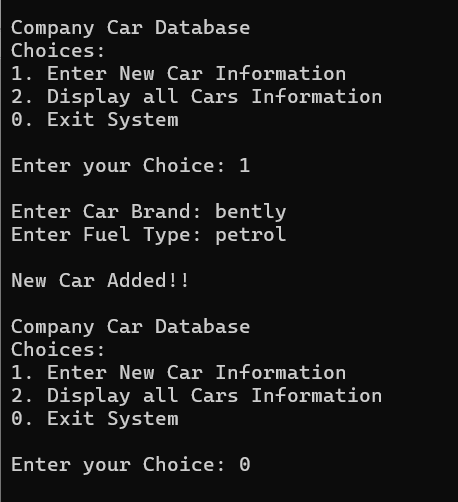 Company Car Database
Choices:
1. Enter New Car Information
2. Display all Cars Information
0. Exit System
Enter your Choice: 1
Enter Car Brand: bently
Enter Fuel Type: petrol
New Car Added!!
Company Car Database
Choices:
1. Enter New Car Information
2. Display all Cars Information
0. Exit System
Enter your Choice: 0